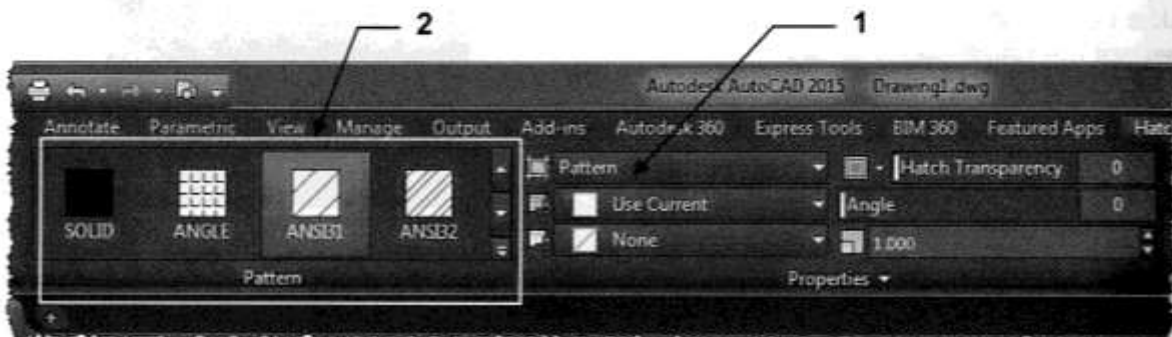 2 1
Autodesk AutoCAD 2015 Drawing1.dwg
Annotate Parametric View Manage Output Add-ins Autodesk 360 Express Tools BIM 360 Featured Apps Hatc
Pattern Hatch Transparency 0
Use Current Angle 0
SOLID ANGLE ANSI31 ANSI32 None 1.000
Pattern Properties